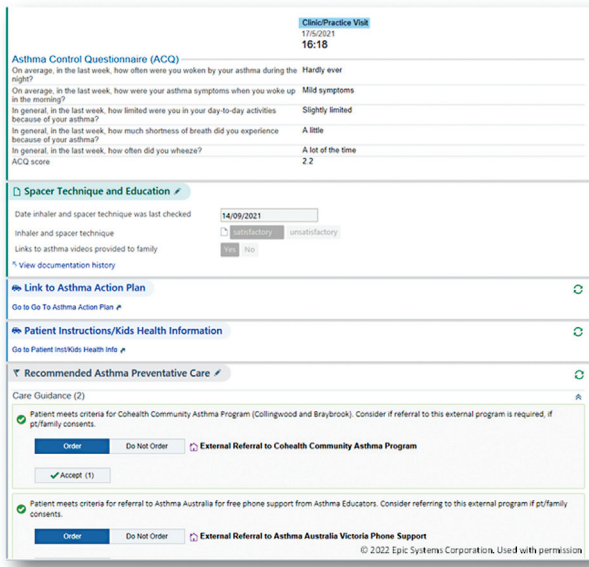 Clinic/Practice Visit
17/5/2021
16:18
Asthma Control Questionnaire (ACQ)
On average, in the last week, how often were you woken by your asthma during the Hardly ever
night?
On average, in the last week, how were your asthma symptoms when you woke up Mild symptoms
in the morning?
In general, in the last week, how limited were you in your day-to-day activities Slightly limited
because of your asthma?
In general, in the last week, how much shortness of breath did you experience A little
because of your asthma?
In general, in the last week, how often did you wheeze? A lot of the time
ACQ score 2.2
Spacer Technique and Education
Date inhaler and spacer technique was last checked 14/09/2021
Inhaler and spacer technique satisfactory unsatisfactory
Links to asthma videos provided to family Yes No
View documentation history
Link to Asthma Action Plan
Go to Go To Asthma Action Plan
Patient Instructions/Kids Health Information
Go to Patient Inst/Kids Health Info
Recommended Asthma Preventative Care
Care Guidance (2)
Patient meets criteria for Cohealth Community Asthma Program (Collingwood and Braybrook). Consider if referral to this external program is required, if
pt/family consents.
Order Do Not Order External Referral to Cohealth Community Asthma Program
Accept (1)
Patient meets criteria for referral to Asthma Australia for free phone support from Asthma Educators. Consider referring to this external program if pt/family
consents.
Order Do Not Order External Referral to Asthma Australia Victoria Phone Support
© 2022 Epic Systems Corporation. Used with permission